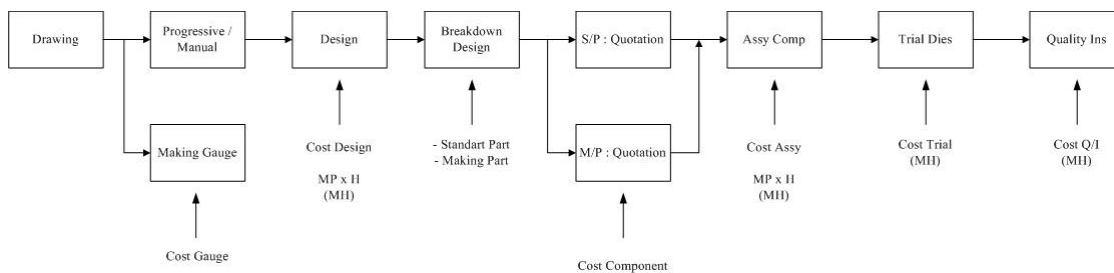 Drawing
Progressive /
Manual
Design
Breakdown
Design
S/P : Quotation
Assy Comp
Trial Dies
Quality Ins
Making Gauge
M/P : Quotation
Cost Design
MP x H
(MH)
- Standart Part
- Making Part
Cost Assy
MP x H
(MH)
Cost Trial
(MH)
Cost Q/I
(MH)
Cost Gauge
Cost Component